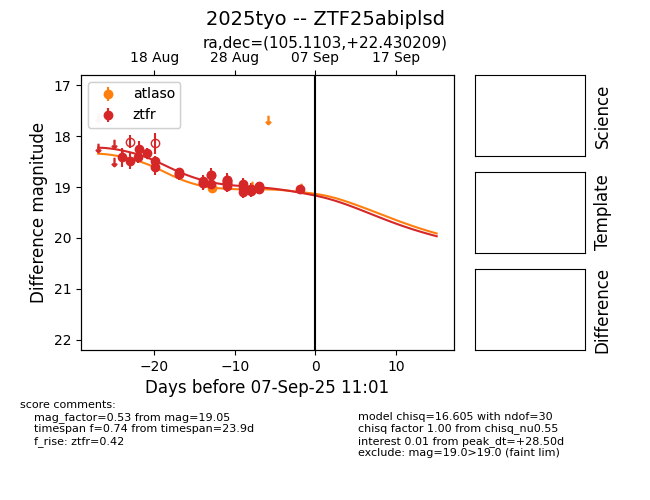 2025tyo -- ZTF25abiplsd
ra,dec=(105.1103,+22.430209)
18 Aug 28 Aug 07 Sep 17 Sep
17
18
19
20
21
22
Difference magnitude
atlaso
ztfr
−20 −10 0 10
Days before 07-Sep-25 11:01
Science
Template
Difference
score comments:
mag_factor=0.53 from mag=19.05
timespan f=0.74 from timespan=23.9d
f_rise: ztfr=0.42
model chisq=16.605 with ndof=30
chisq factor 1.00 from chisq_nu0.55
interest 0.01 from peak_dt=+28.50d
exclude: mag=19.0>19.0 (faint lim)